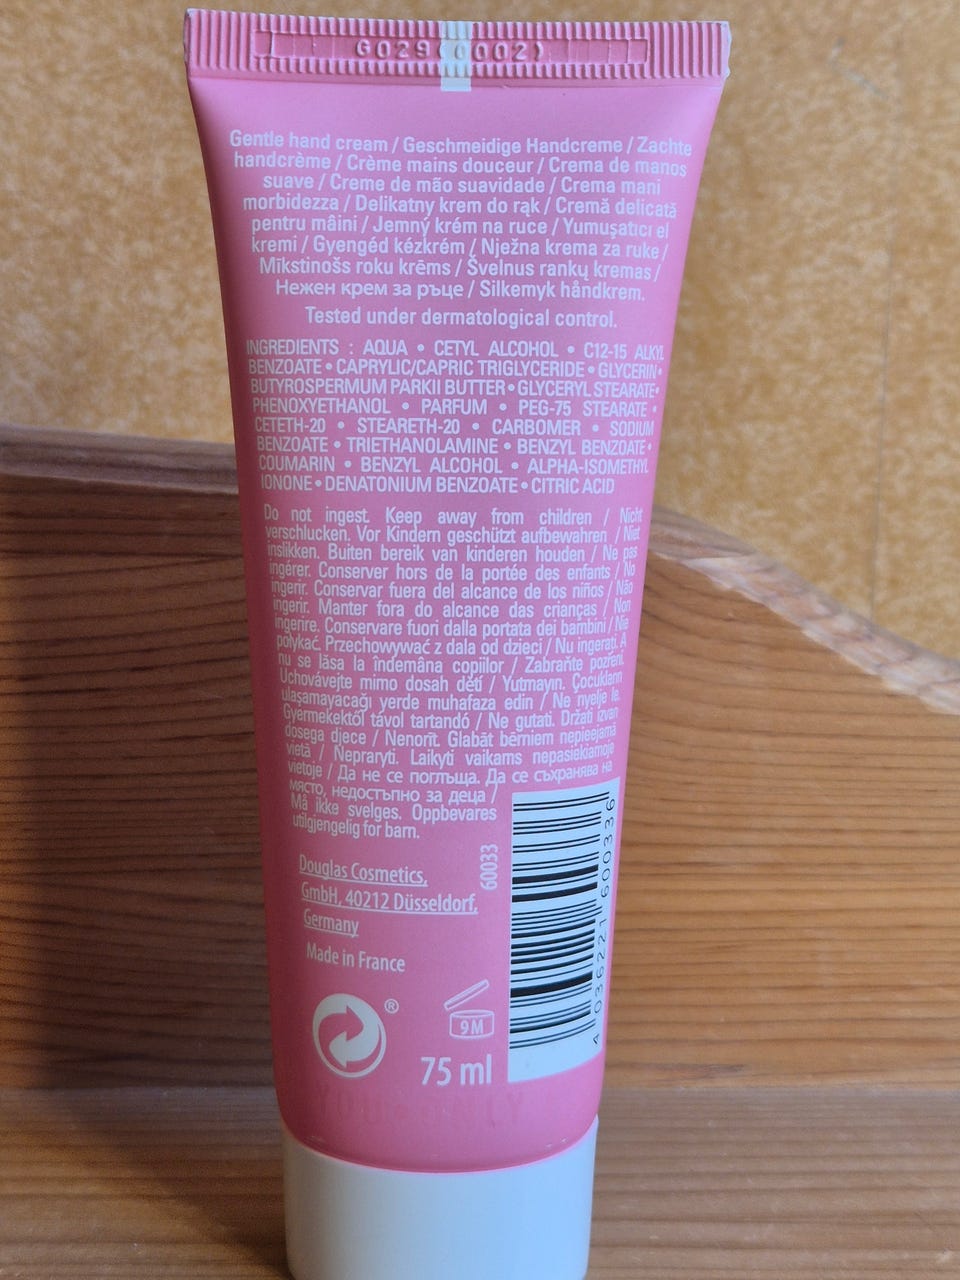 G029(0002)
Gentle hand cream / Geschmeidige Handcreme / Zachte
handcrème / Crème mains douceur / Crema de manos
suave / Creme de mão suavidade / Crema mani
morbidezza / Delikatny krem do rąk / Cremă delicată
pentru mâini / Jemný krém na ruce / Yumuşatıcı el
kremi / Gyengéd kézkrém / Nježna krema za ruke /
Mīkstinošs roku krēms / Švelnus rankų kremas /
Нежен крем за ръце / Silkemyk håndkrem.
Tested under dermatological control.
INGREDIENTS : AQUA • CETYL ALCOHOL • C12-15 ALKYL
BENZOATE • CAPRYLIC/CAPRIC TRIGLYCERIDE • GLYCERIN •
BUTYROSPERMUM PARKII BUTTER • GLYCERYL STEARATE •
PHENOXYETHANOL • PARFUM • PEG-75 STEARATE •
CETETH-20 • STEARETH-20 • CARBOMER • SODIUM
BENZOATE • TRIETHANOLAMINE • BENZYL BENZOATE •
COUMARIN • BENZYL ALCOHOL • ALPHA-ISOMETHYL
IONONE • DENATONIUM BENZOATE • CITRIC ACID
Do not ingest. Keep away from children / Nicht
verschlucken. Vor Kindern geschützt aufbewahren / Niet
inslikken. Buiten bereik van kinderen houden / Ne pas
ingérer. Conserver hors de la portée des enfants / No
ingerir. Conservar fuera del alcance de los niños / Não
ingerir. Manter fora do alcance das crianças / Non
ingerire. Conservare fuori dalla portata dei bambini / Nie
połykać. Przechowywać z dala od dzieci / Nu ingerați. A
nu se lăsa la îndemâna copiilor / Zabraňte pozření.
Uchovávejte mimo dosah dětí / Yutmayın. Çocukların
ulaşamayacağı yerde muhafaza edin / Ne nyelje le.
Gyermekektől távol tartandó / Ne gutati. Držati izvan
dosega djece / Nenorīt. Glabāt bērniem nepieejamā
vietā / Nepraryti. Laikyti vaikams nepasiekiamoje
vietoje / Да не се поглъща. Да се съхранява на
място, недостъпно за деца /
Må ikke svelges. Oppbevares
utilgjengelig for barn.
60033
Douglas Cosmetics,
GmbH, 40212 Düsseldorf,
Germany
Made in France
®
9M
75 ml
4 036221 600336